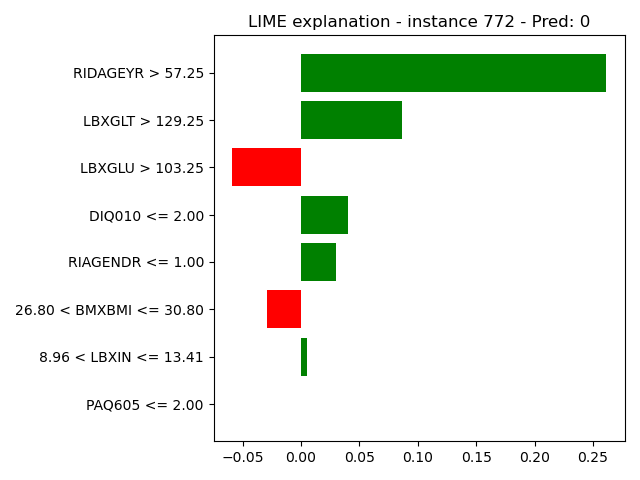 LIME explanation - instance 772 - Pred: 0
RIDAGEYR > 57.25
LBXGLT > 129.25
LBXGLU > 103.25
DIQ010 <= 2.00
RIAGENDR <= 1.00
26.80 < BMXBMI <= 30.80
8.96 < LBXIN <= 13.41
PAQ605 <= 2.00
−0.05 0.00 0.05 0.10 0.15 0.20 0.25